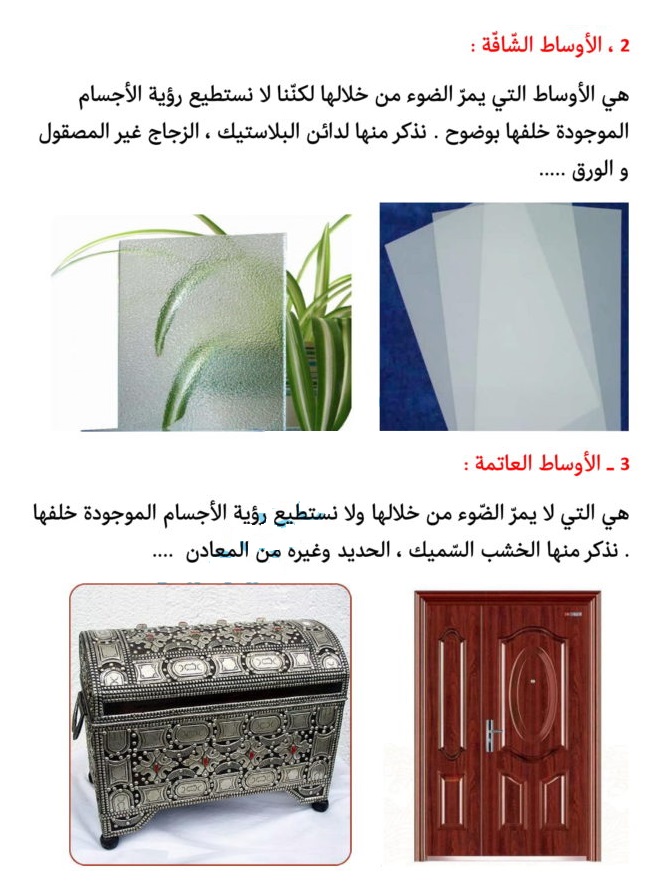 2 ، الأوساط الشّافّة :
هي الأوساط التي يمرّ الضوء من خلالها لكنّنا لا نستطيع رؤية الأجسام
الموجودة خلفها بوضوح . نذكر منها لدائن البلاستيك ، الزجاج غير المصقول
و الورق .....
3 ـ الأوساط العاتمة :
هي التي لا يمرّ الضّوء من خلالها ولا نستطيع رؤية الأجسام الموجودة خلفها
. نذكر منها الخشب السّميك ، الحديد وغيره من المعادن ....